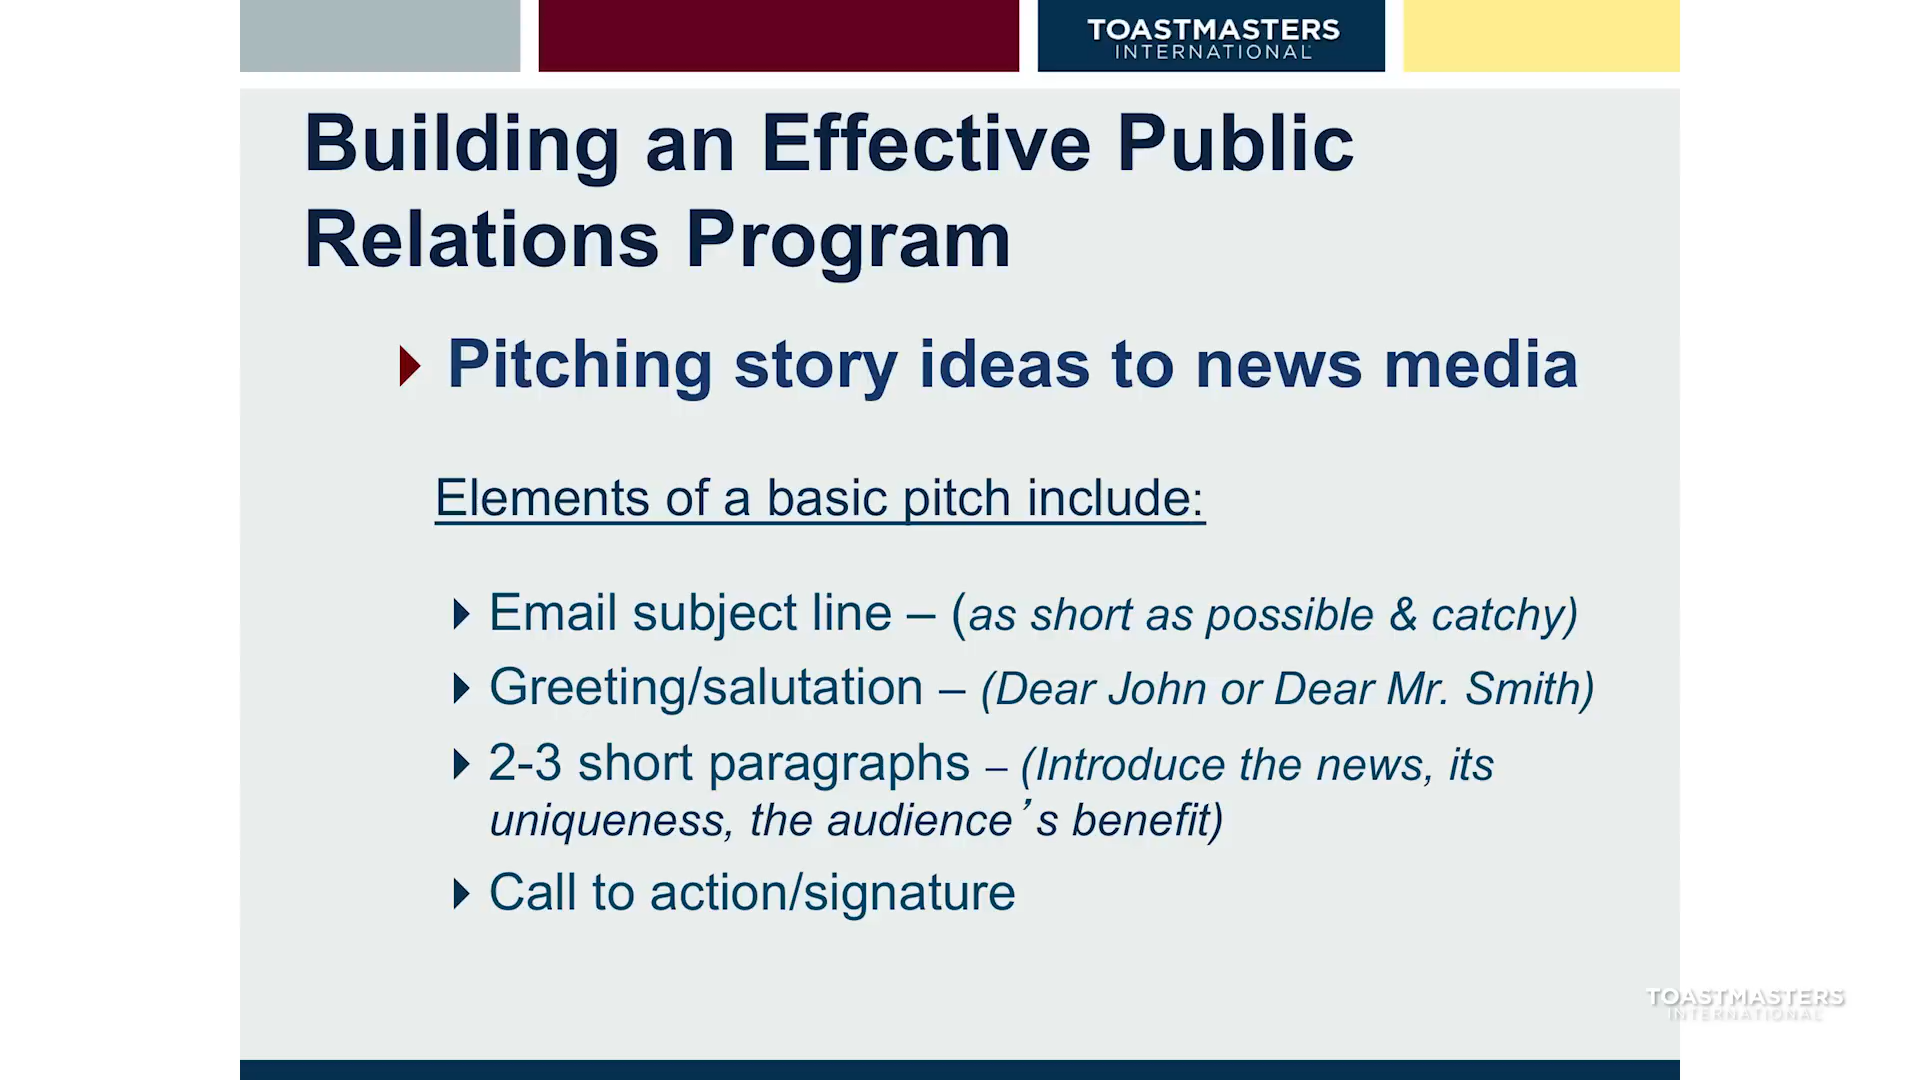 TOASTMASTERS
INTERNATIONAL
Building an Effective Public
Relations Program
Pitching story ideas to news media
Elements of a basic pitch include:
Email subject line – (as short as possible & catchy)
Greeting/salutation – (Dear John or Dear Mr. Smith)
2-3 short paragraphs – (Introduce the news, its
uniqueness, the audience’s benefit)
Call to action/signature
TOASTMASTERS
INTERNATIONAL